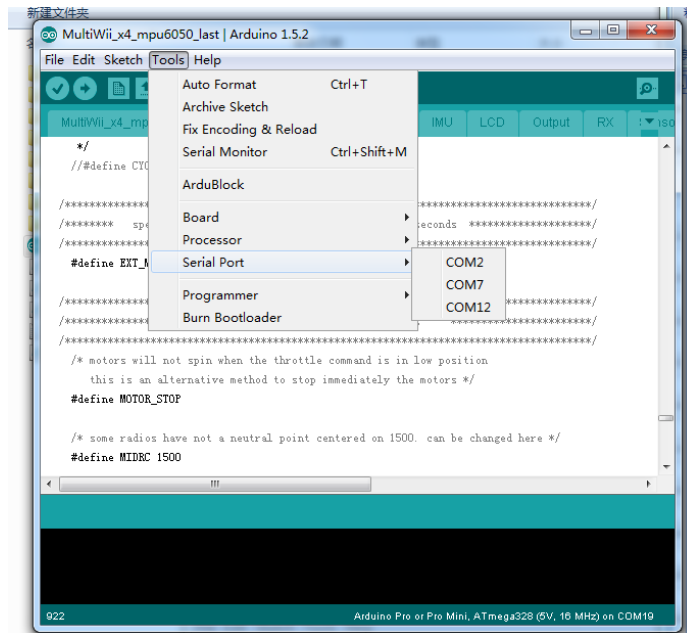 新建文件夹
MultiWii_x4_mpu6050_last | Arduino 1.5.2
File Edit Sketch Tools Help
Auto Format Ctrl+T
Archive Sketch
Fix Encoding & Reload
Serial Monitor Ctrl+Shift+M
ArduBlock
Board
Processor
Serial Port
Programmer
Burn Bootloader
COM2
COM7
COM12
MultiWii_x4_mp IMU LCD Output RX
*/
//#define CYC
/**************************************************************************/
/******** spe econds ******************/
/**************************************************************************/
#define EXT_M
/**************************************************************************/
/**************************************************************************/
/**************************************************************************/
/* motors will not spin when the throttle command is in low position
this is an alternative method to stop immediately the motors */
#define MOTOR_STOP
/* some radios have not a neutral point centered on 1500. can be changed here */
#define MIDRC 1500
922 Arduino Pro or Pro Mini, ATmega328 (5V, 16 MHz) on COM19